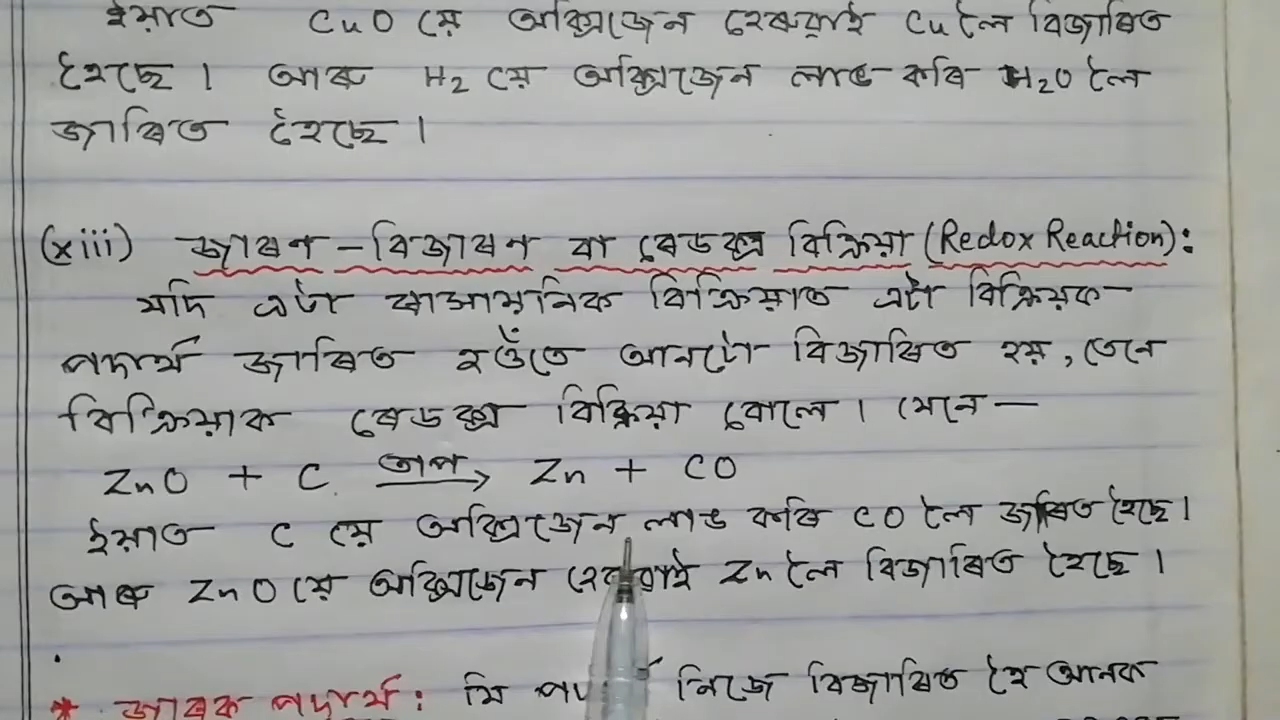 ইয়াত CuO য়ে অক্সিজেন হেৰুৱাই Cu লৈ বিজাৰিত
হৈছে। আৰু H₂ য়ে অক্সিজেন লাভ কৰি H₂O লৈ
জাৰিত হৈছে।
(xiii) জাৰণ-বিজাৰণ বা ৰেডক্স বিক্ৰিয়া (Redox Reaction):
যদি এটা ৰাসায়নিক বিক্ৰিয়াত এটা বিক্ৰিয়ক-
পদাৰ্থ জাৰিত হওঁতে আনটো বিজাৰিত হয়, তেনে
বিক্ৰিয়াক ৰেডক্স বিক্ৰিয়া বোলে। যেনে—
ZnO + C তাপ→ Zn + CO
ইয়াত C য়ে অক্সিজেন লাভ কৰি CO লৈ জাৰিত হৈছে।
আৰু ZnO য়ে অক্সিজেন হেৰুৱাই Zn লৈ বিজাৰিত হৈছে।
* জাৰক পদাৰ্থ: যি নিজে বিজাৰিত হৈ আনক